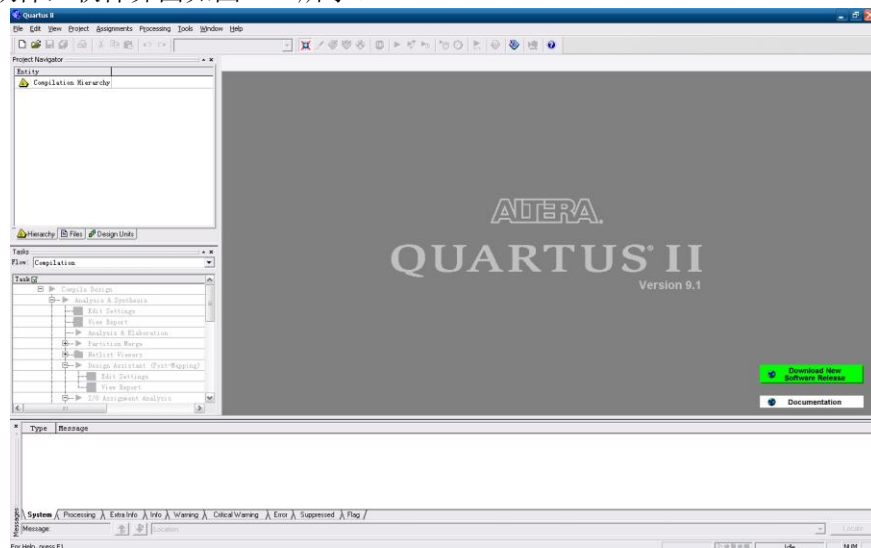 Quartus II
File Edit View Project Assignments Processing Tools Window Help
Project Navigator
Entity
Compilation Hierarchy
Hierarchy Files Design Units
Tasks
Flow: Compilation
Task
Compile Design
Analysis & Synthesis
Edit Settings
View Report
Analysis & Elaboration
Partition Merge
Netlist Viewers
Design Assistant (Post-Mapping)
Edit Settings
View Report
I/O Assignment Analysis
ALTERA.
QUARTUS II
Version 9.1
Download New
Software Release
Documentation
Type Message
System Processing Extra Info Info Warning Critical Warning Error Suppressed Flag
Messages
Message: Location Locate
For Help, press F1 Idle NUM